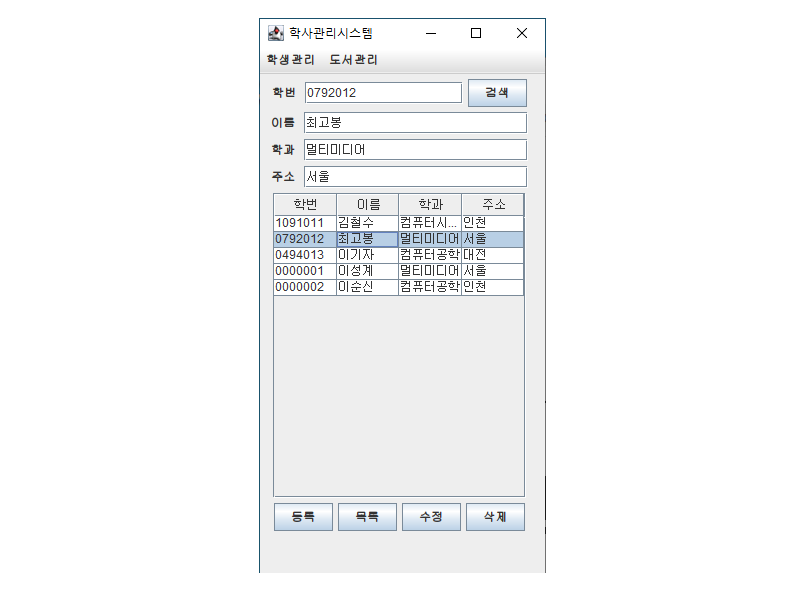 학사관리시스템
학생관리 도서관리
학번 0792012 검색
이름 최고봉
학과 멀티미디어
주소 서울
학번 이름 학과 주소
1091011 김철수 컴퓨터시... 인천
0792012 최고봉 멀티미디어 서울
0494013 이기자 컴퓨터공학 대전
0000001 이성계 멀티미디어 서울
0000002 이순신 컴퓨터공학 인천
등록 목록 수정 삭제